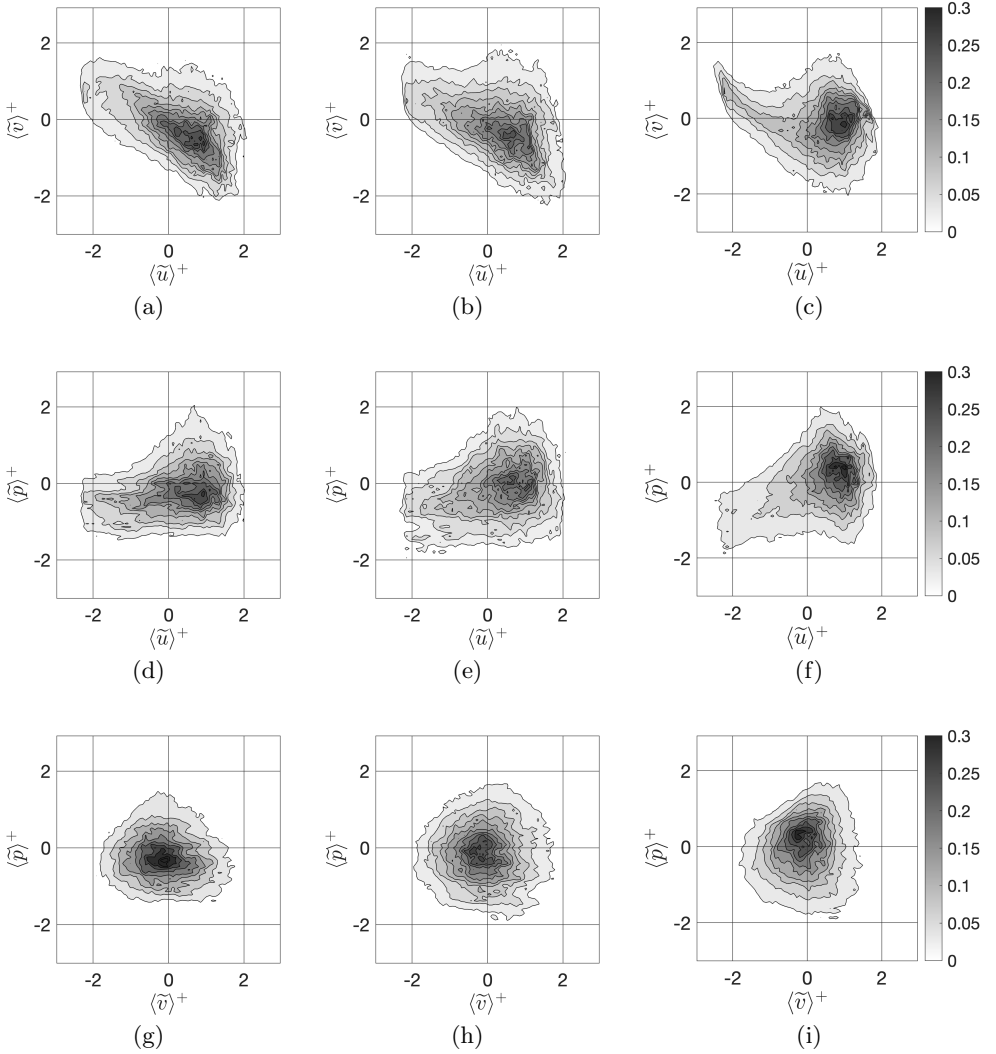 2
0
-2
⟨ṽ⟩⁺
-2 0 2
⟨ũ⟩⁺
(a)
2
0
-2
⟨ṽ⟩⁺
-2 0 2
⟨ũ⟩⁺
(b)
2
0
-2
⟨ṽ⟩⁺
-2 0 2
⟨ũ⟩⁺
(c)
0.3
0.25
0.2
0.15
0.1
0.05
0
2
0
-2
⟨p̃⟩⁺
-2 0 2
⟨ũ⟩⁺
(d)
2
0
-2
⟨p̃⟩⁺
-2 0 2
⟨ũ⟩⁺
(e)
2
0
-2
⟨p̃⟩⁺
-2 0 2
⟨ũ⟩⁺
(f)
0.3
0.25
0.2
0.15
0.1
0.05
0
2
0
-2
⟨p̃⟩⁺
-2 0 2
⟨ṽ⟩⁺
(g)
2
0
-2
⟨p̃⟩⁺
-2 0 2
⟨ṽ⟩⁺
(h)
2
0
-2
⟨p̃⟩⁺
-2 0 2
⟨ṽ⟩⁺
(i)
0.3
0.25
0.2
0.15
0.1
0.05
0